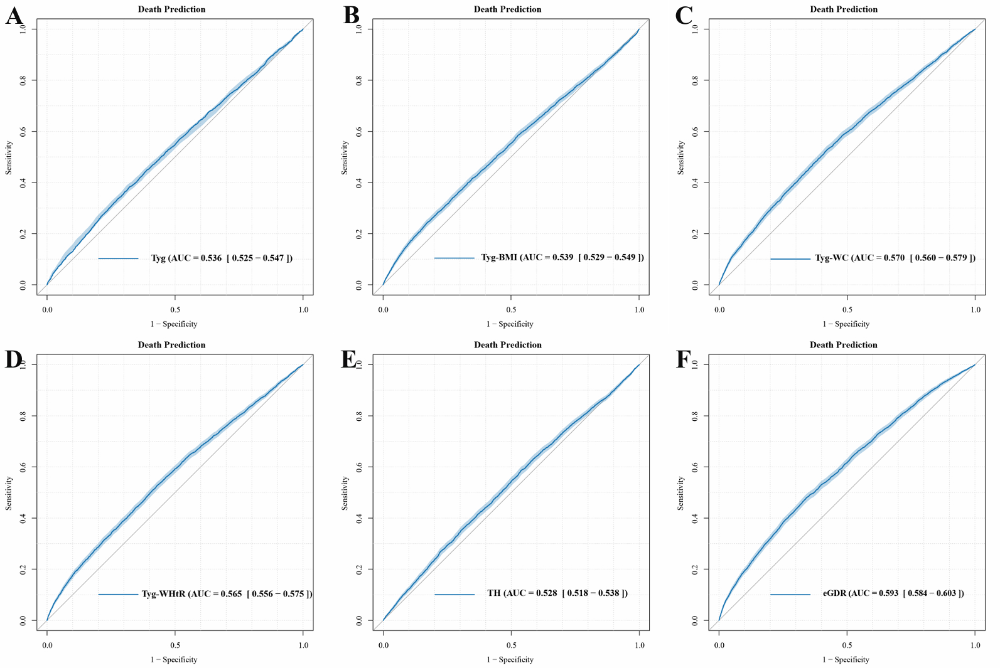 A
Death Prediction
1.0
0.8
0.6
0.4
0.2
0.0
Sensitivity
Tyg (AUC = 0.536 [ 0.525 − 0.547 ])
0.0 0.5 1.0
1 − Specificity
B
Death Prediction
1.0
0.8
0.6
0.4
0.2
0.0
Sensitivity
Tyg-BMI (AUC = 0.539 [ 0.529 − 0.549 ])
0.0 0.5 1.0
1 − Specificity
C
Death Prediction
1.0
0.8
0.6
0.4
0.2
0.0
Sensitivity
Tyg-WC (AUC = 0.570 [ 0.560 − 0.579 ])
0.0 0.5 1.0
1 − Specificity
D
Death Prediction
1.0
0.8
0.6
0.4
0.2
0.0
Sensitivity
Tyg-WHtR (AUC = 0.565 [ 0.556 − 0.575 ])
0.0 0.5 1.0
1 − Specificity
E
Death Prediction
1.0
0.8
0.6
0.4
0.2
0.0
Sensitivity
TH (AUC = 0.528 [ 0.518 − 0.538 ])
0.0 0.5 1.0
1 − Specificity
F
Death Prediction
1.0
0.8
0.6
0.4
0.2
0.0
Sensitivity
eGDR (AUC = 0.593 [ 0.584 − 0.603 ])
0.0 0.5 1.0
1 − Specificity